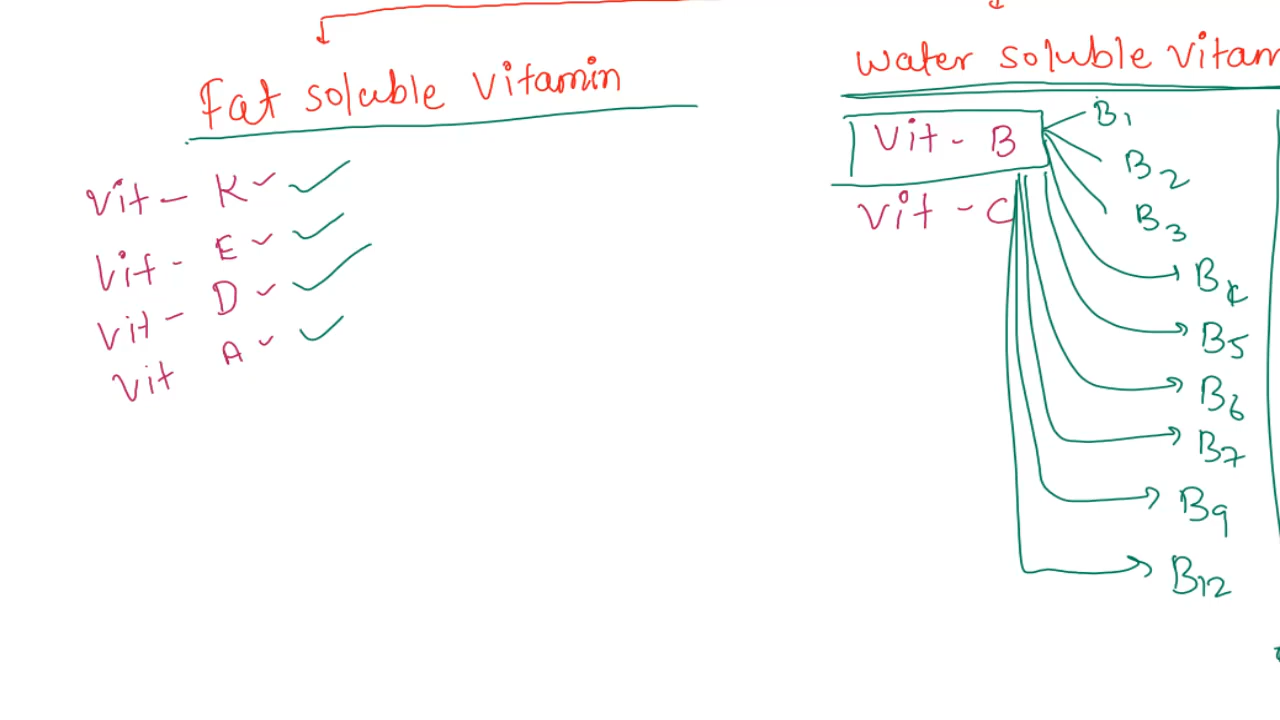 Fat soluble Vitamin
Vit - K
Vit - E
Vit - D
Vit A
Water soluble Vitam
Vit - B
Vit - C
B1
B2
B3
B5
B6
B7
B9
B12